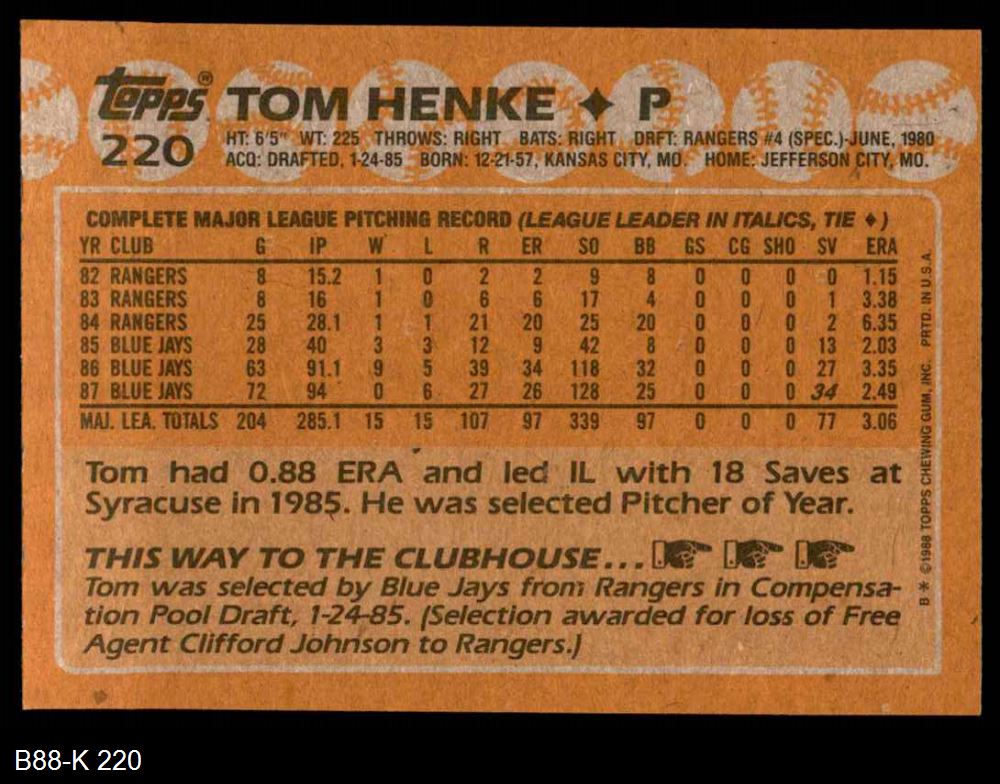 topps® TOM HENKE ♦ P
220 HT: 6'5" WT: 225 THROWS: RIGHT BATS: RIGHT DRFT: RANGERS #4 (SPEC.)-JUNE, 1980
ACQ: DRAFTED, 1-24-85 BORN: 12-21-57, KANSAS CITY, MO. HOME: JEFFERSON CITY, MO.
COMPLETE MAJOR LEAGUE PITCHING RECORD (LEAGUE LEADER IN ITALICS, TIE ♦)
YR CLUB G IP W L R ER SO BB GS CG SHO SV ERA
82 RANGERS 8 15.2 1 0 2 2 9 8 0 0 0 0 1.15
83 RANGERS 8 16 1 0 6 6 17 4 0 0 0 1 3.38
84 RANGERS 25 28.1 1 1 21 20 25 20 0 0 0 2 6.35
85 BLUE JAYS 28 40 3 3 12 9 42 8 0 0 0 13 2.03
86 BLUE JAYS 63 91.1 9 5 39 34 118 32 0 0 0 27 3.35
87 BLUE JAYS 72 94 0 6 27 26 128 25 0 0 0 34 2.49
MAJ. LEA. TOTALS 204 285.1 15 15 107 97 339 97 0 0 0 77 3.06
Tom had 0.88 ERA and led IL with 18 Saves at
Syracuse in 1985. He was selected Pitcher of Year.
THIS WAY TO THE CLUBHOUSE...
Tom was selected by Blue Jays from Rangers in Compensa-
tion Pool Draft, 1-24-85. (Selection awarded for loss of Free
Agent Clifford Johnson to Rangers.)
B * ©1988 TOPPS CHEWING GUM, INC. PRTD. IN U.S.A.
B88-K 220